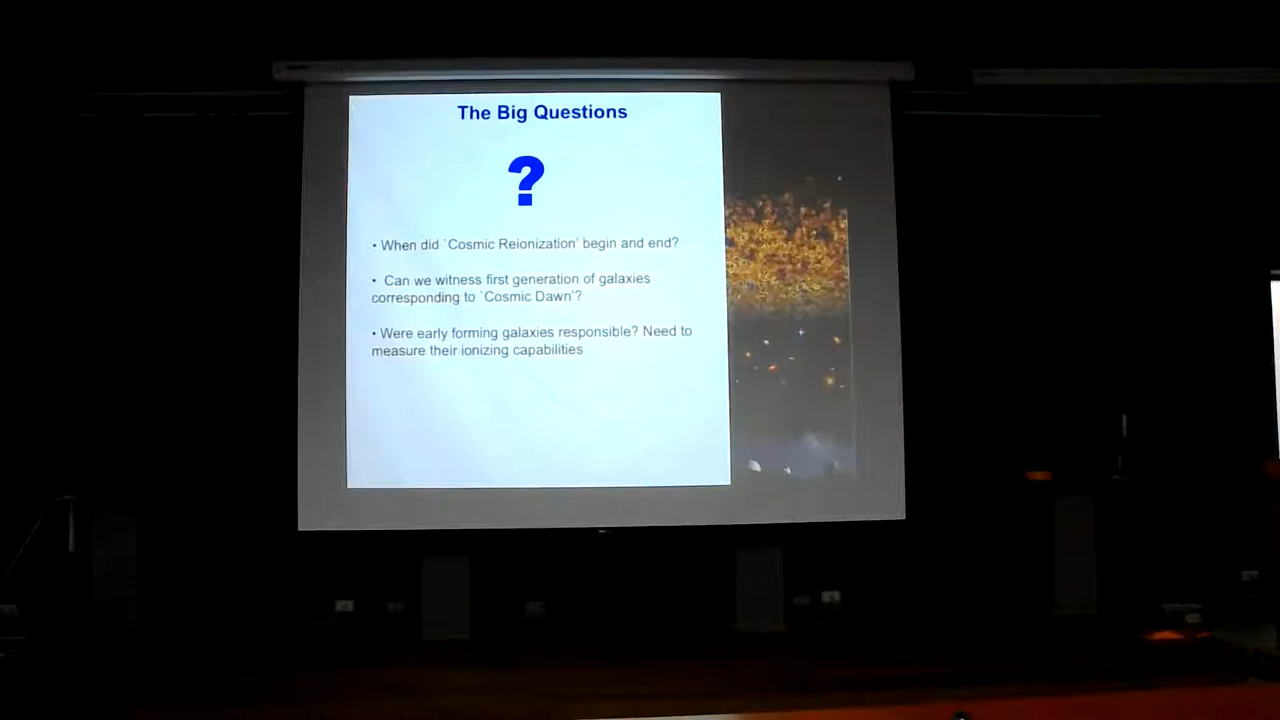 The Big Questions
?
• When did `Cosmic Reionization' begin and end?
• Can we witness first generation of galaxies
corresponding to `Cosmic Dawn'?
• Were early forming galaxies responsible? Need to
measure their ionizing capabilities